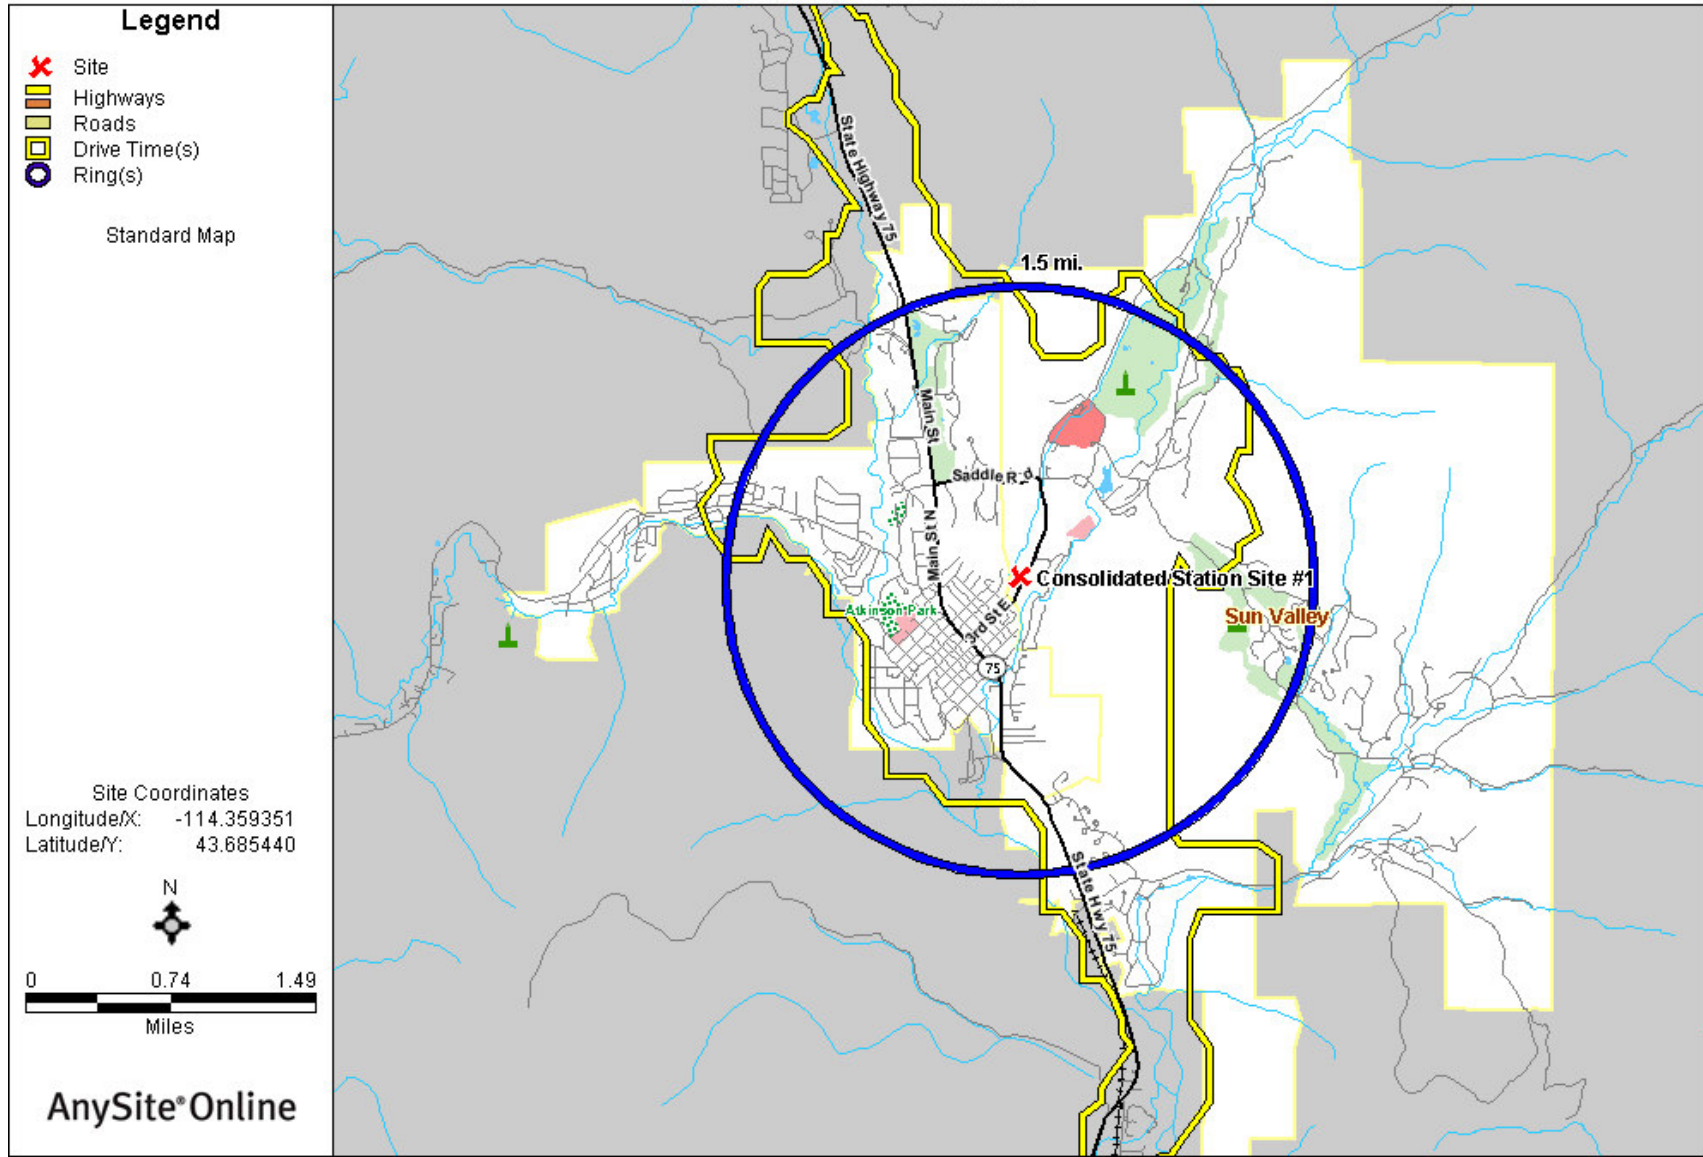 Legend
Site
Highways
Roads
Drive Time(s)
Ring(s)
Standard Map
Site Coordinates
Longitude/X: -114.359351
Latitude/Y: 43.685440
N
0 0.74 1.49
Miles
AnySite®Online
State Highway 75
1.5 mi.
Main St
Saddle R d
Main St N
Consolidated Station Site #1
Atkinson Park
3rd St E
Sun Valley
75
State Hwy 75